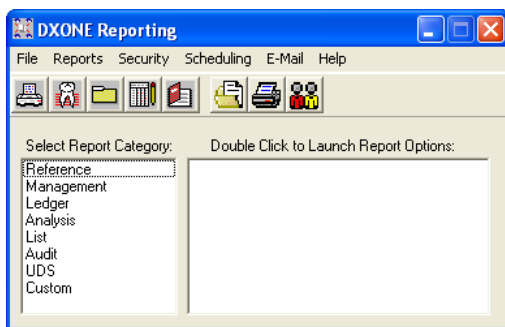 DXONE Reporting
File Reports Security Scheduling E-Mail Help
Select Report Category: Double Click to Launch Report Options:
Reference
Management
Ledger
Analysis
List
Audit
UDS
Custom